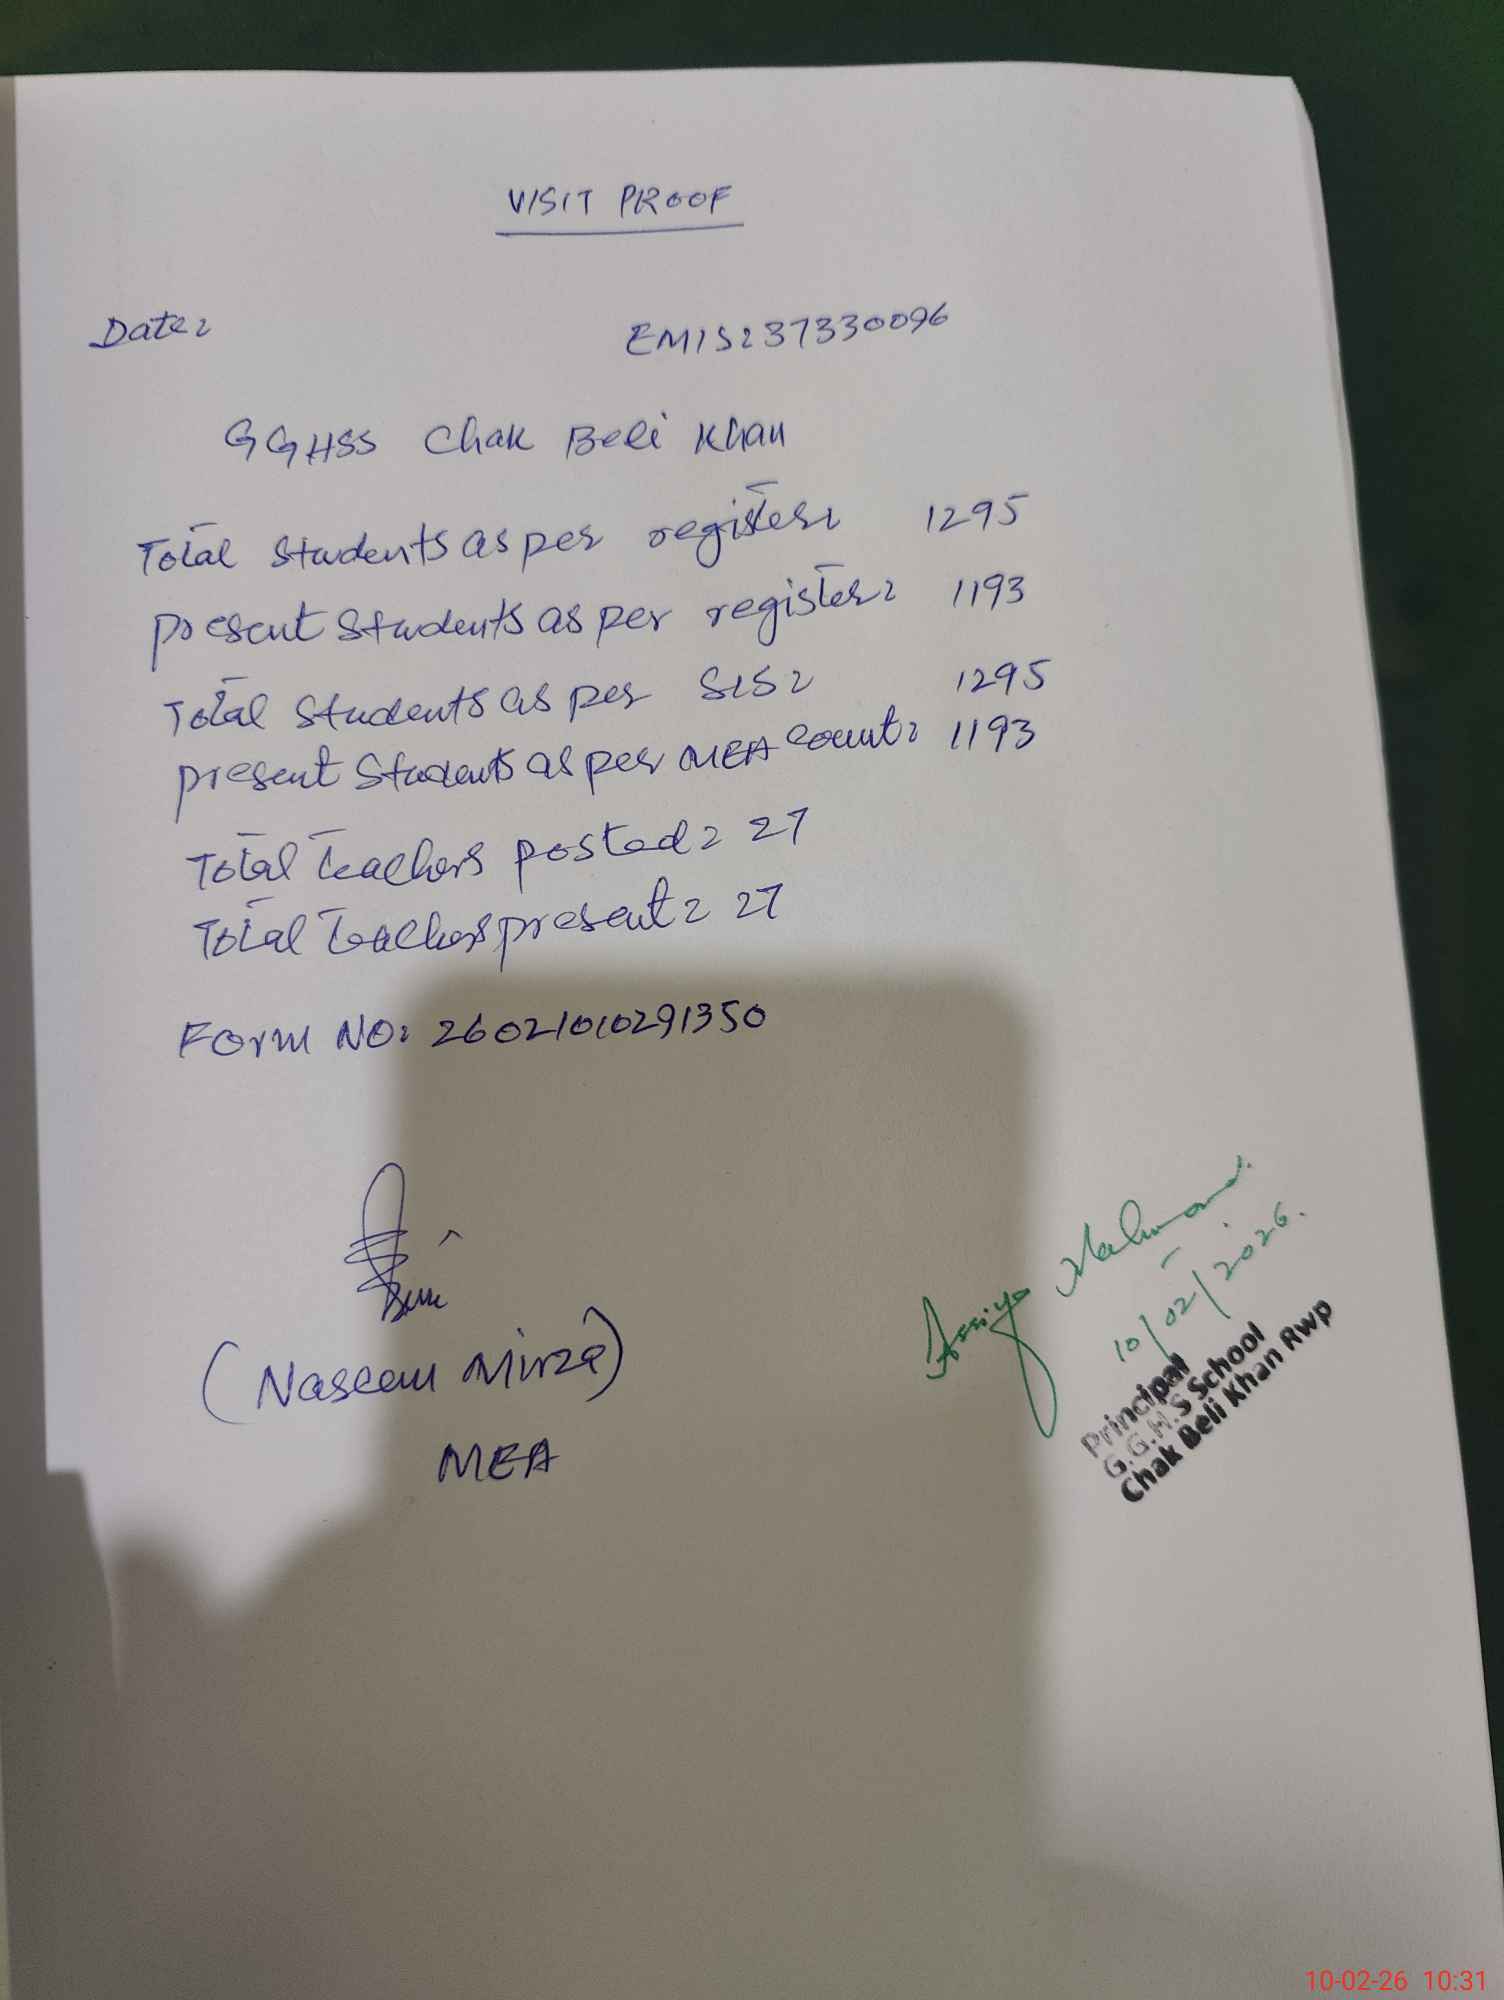 VISIT PROOF
Date:
EMIS: 37330096
GGHSS Chak Beli Khan
Total Students as per register: 1295
present Students as per register: 1193
Total Students as per SIS: 1295
present Students as per MEA count: 1193
Total Teachers posted: 27
Total Teachers present: 27
Form NO: 26021010291350
(Naseem Mirza)
MEA
Assiya Mahmood
10/02/2026.
Principal
G.G.H.S School
Chak Beli Khan Rwp
10-02-26 10:31